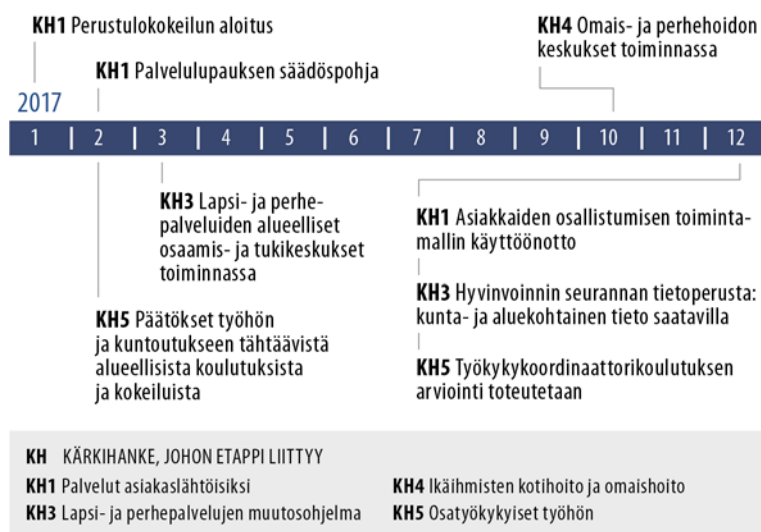 KH1 Perustulokokeilun aloitus
KH4 Omais- ja perhehoidon
keskukset toiminnassa
KH1 Palvelulupauksen säädöspohja
2017
1 | 2 | 3 | 4 | 5 | 6 | 7 | 8 | 9 | 10 | 11 | 12
KH3 Lapsi- ja perhe-
palveluiden alueelliset
osaamis- ja tukikeskukset
toiminnassa
KH5 Päätökset työhön
ja kuntoutukseen tähtäävistä
alueellisista koulutuksista
ja kokeiluista
KH1 Asiakkaiden osallistumisen toiminta-
mallin käyttöönotto
KH3 Hyvinvoinnin seurannan tietoperusta:
kunta- ja aluekohtainen tieto saatavilla
KH5 Työkykykoordinaattorikoulutuksen
arviointi toteutetaan
KH KÄRKIHANKE, JOHON ETAPPI LIITTYY
KH1 Palvelut asiakaslähtöisiksi
KH3 Lapsi- ja perhepalvelujen muutosohjelma
KH4 Ikäihmisten kotihoito ja omaishoito
KH5 Osatyökykyiset työhön